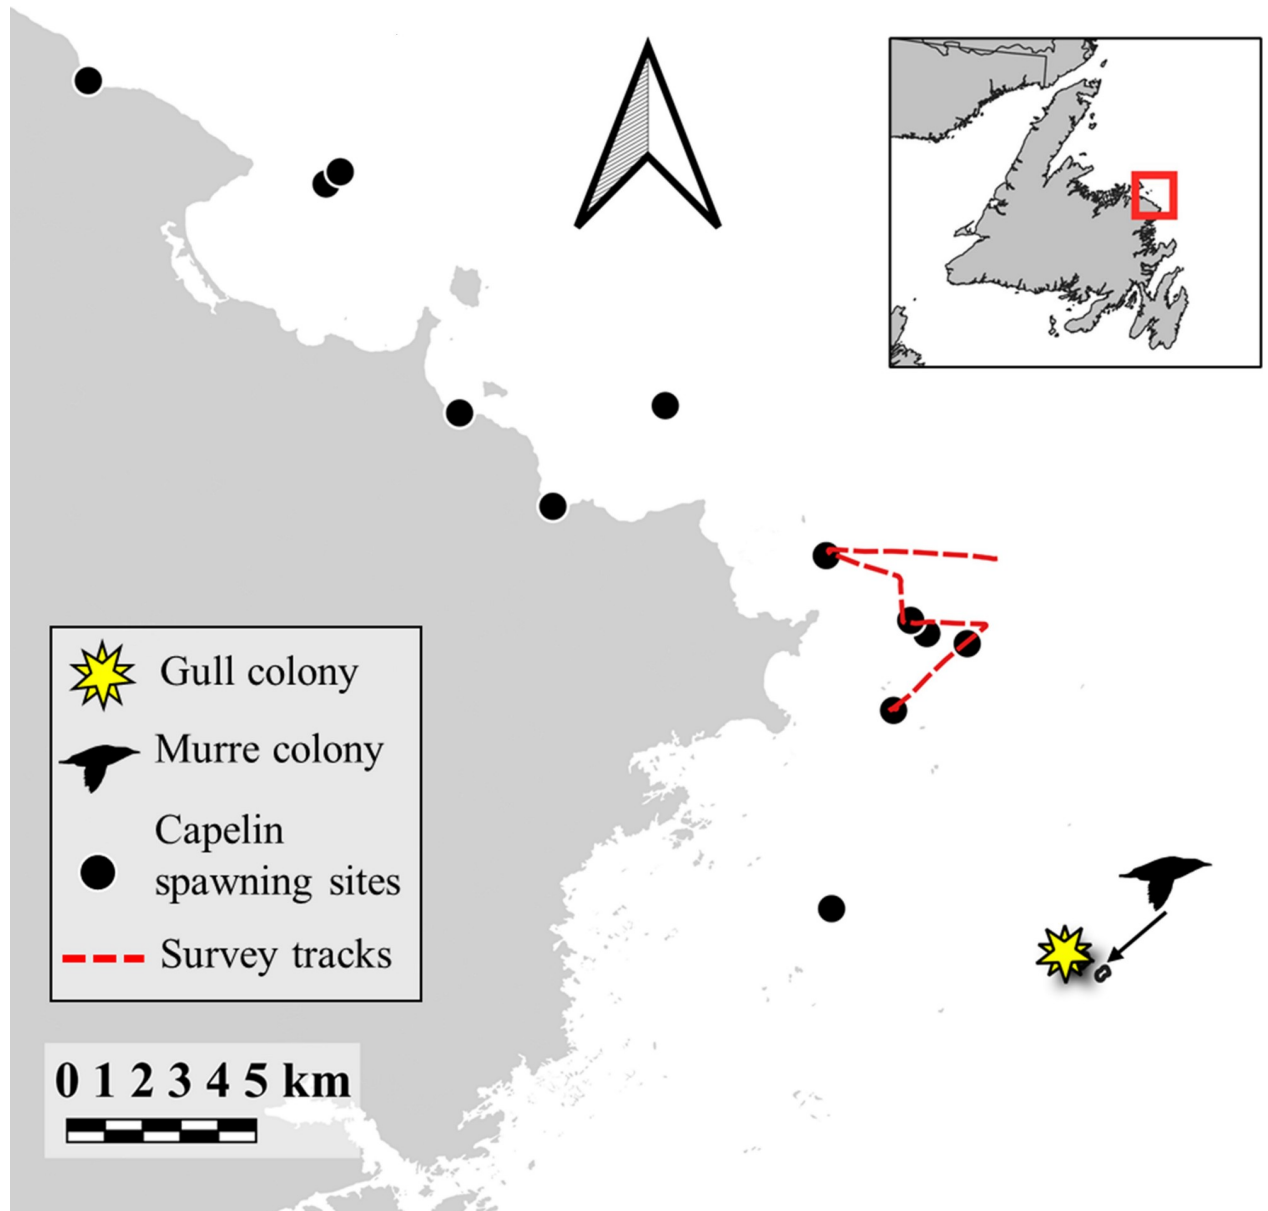 Gull colony
Murre colony
Capelin
spawning sites
Survey tracks
0 1 2 3 4 5 km